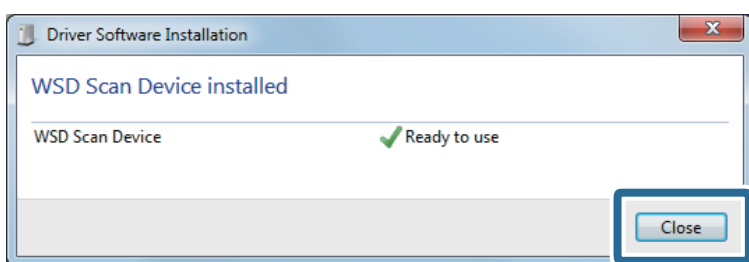 Driver Software Installation
WSD Scan Device installed
WSD Scan Device Ready to use
Close